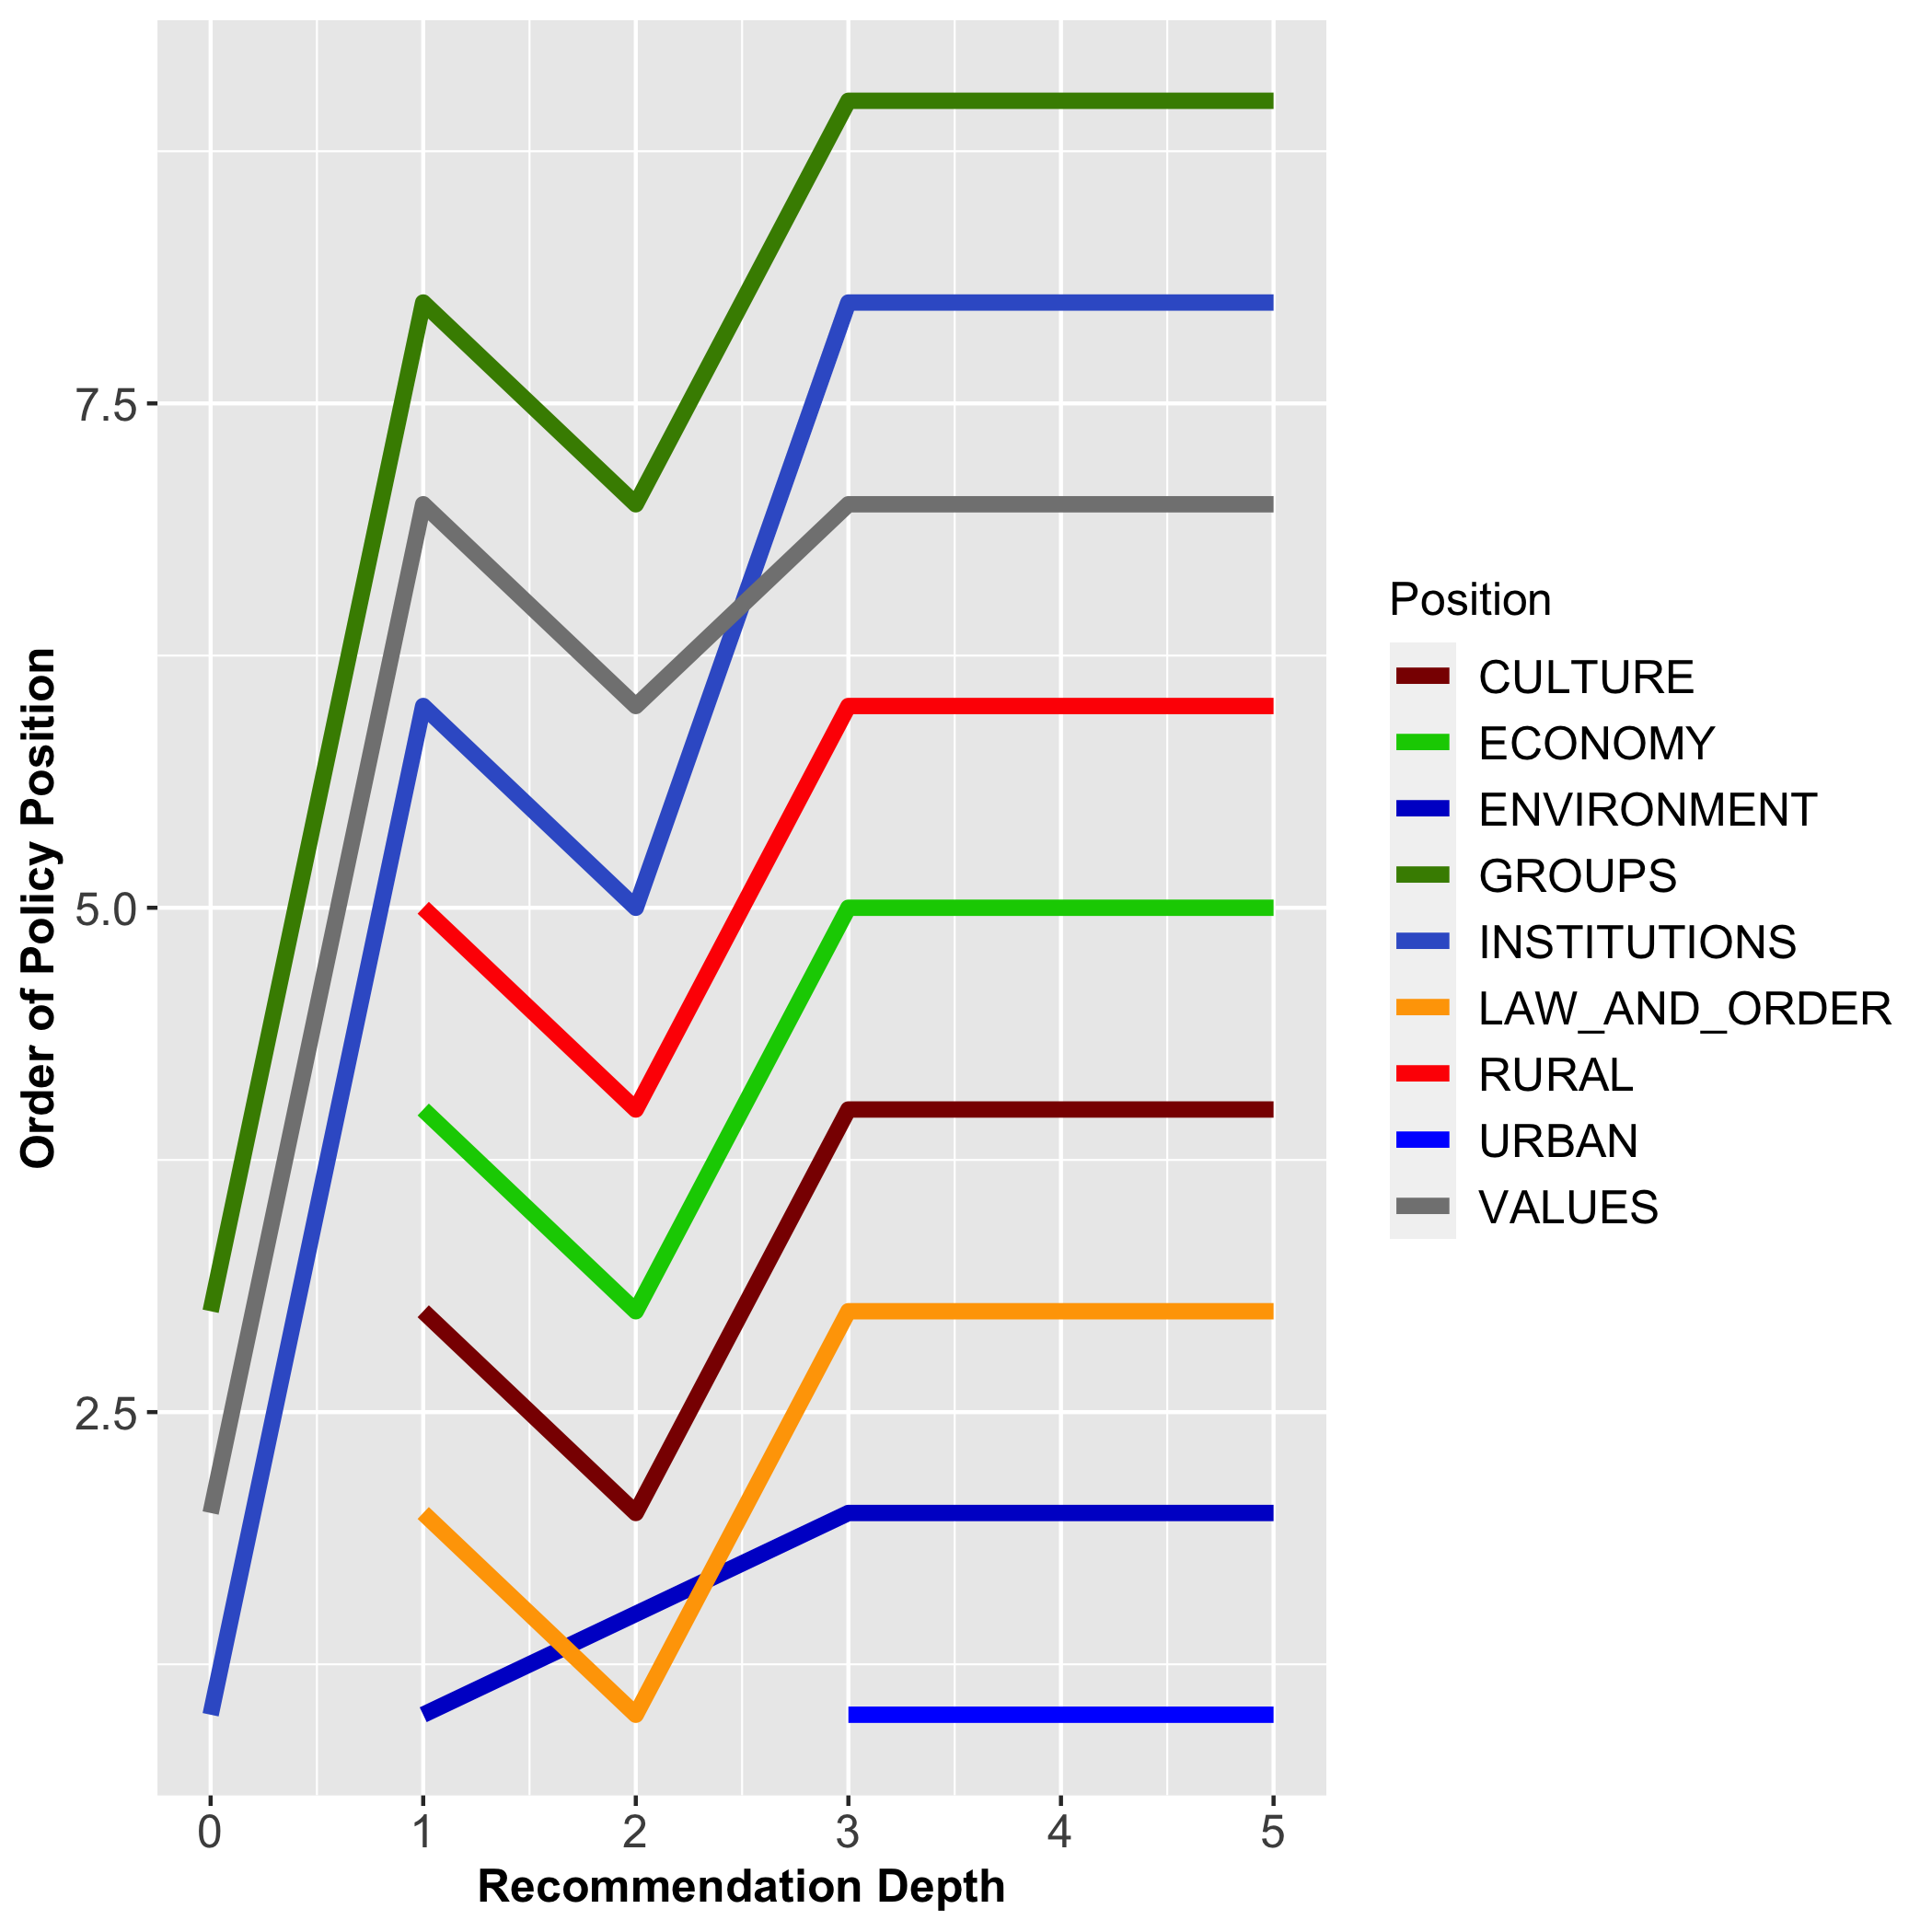 Order of Policy Position
7.5
5.0
2.5
0 1 2 3 4 5
Recommendation Depth
Position
CULTURE
ECONOMY
ENVIRONMENT
GROUPS
INSTITUTIONS
LAW_AND_ORDER
RURAL
URBAN
VALUES